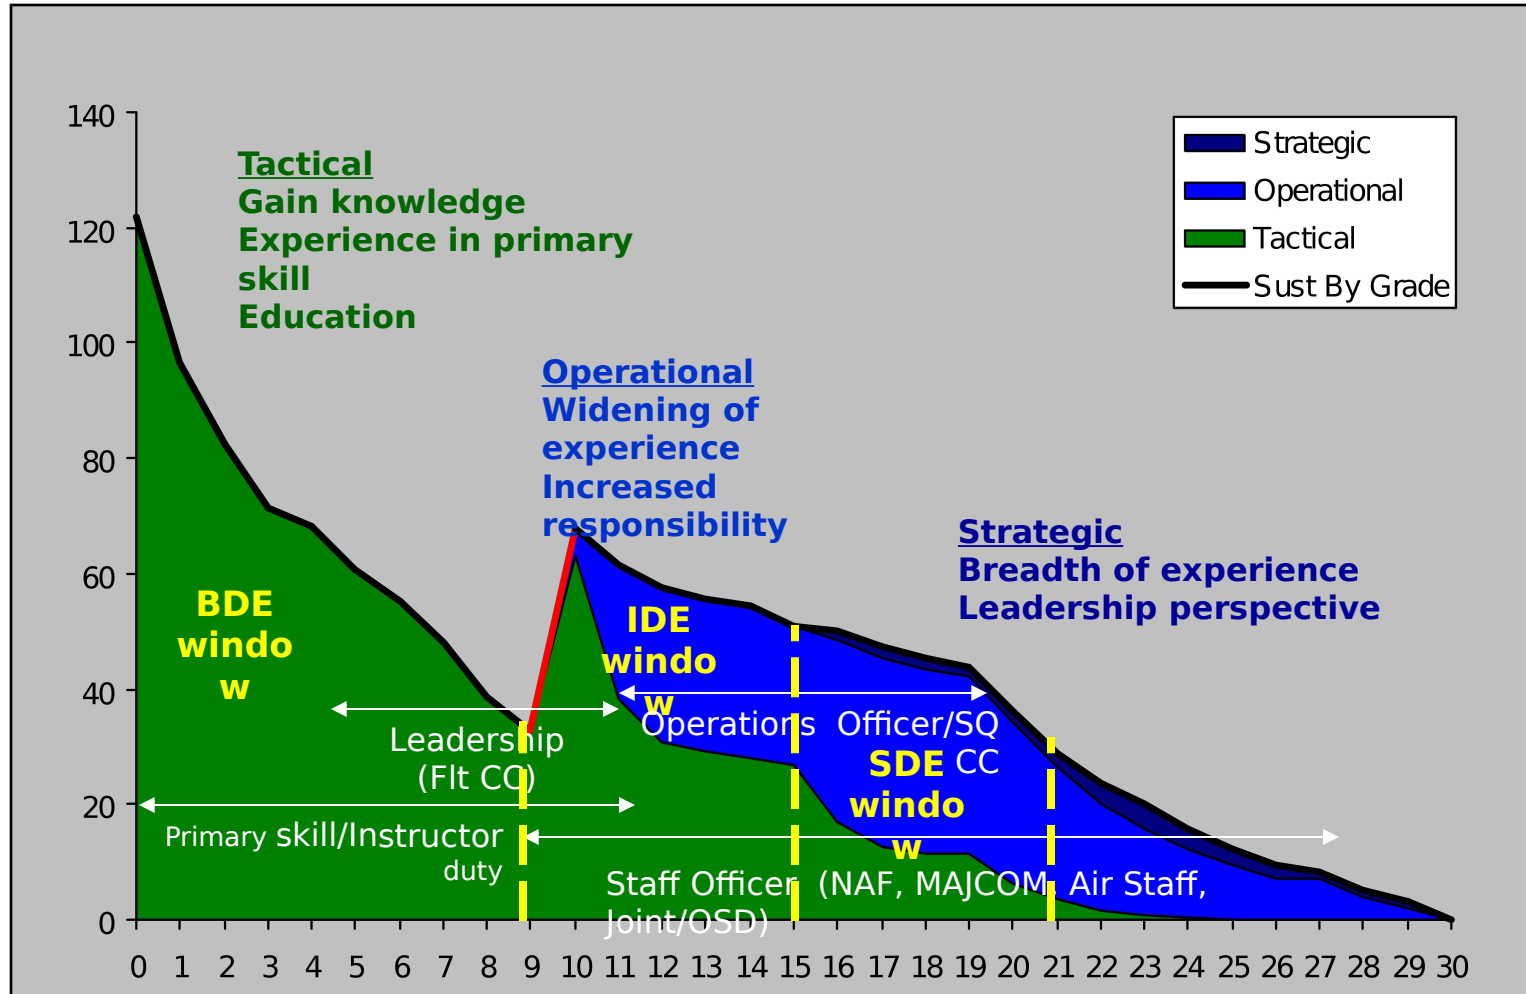 140
120
100
80
60
40
20
0
Tactical
Gain knowledge
Experience in primary
skill
Education
Operational
Widening of
experience
Increased
responsibility
Strategic
Breadth of experience
Leadership perspective
Strategic
Operational
Tactical
Sust By Grade
BDE
windo
w
IDE
windo
w
SDE
windo
w
Leadership
(Flt CC)
Operations Officer/SQ
CC
Primary skill/Instructor
duty
Staff Officer (NAF, MAJCOM, Air Staff,
Joint/OSD)
0 1 2 3 4 5 6 7 8 9 10 11 12 13 14 15 16 17 18 19 20 21 22 23 24 25 26 27 28 29 30